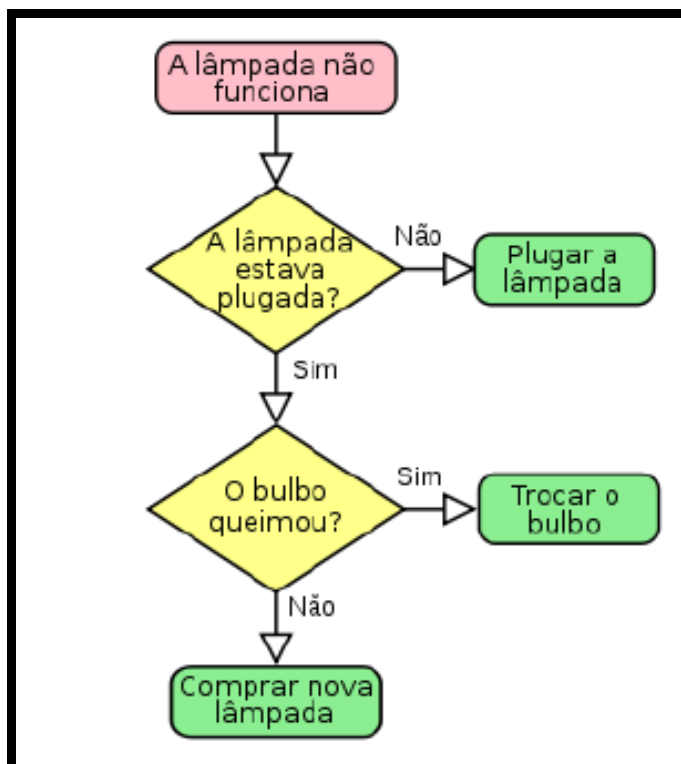 A lâmpada não
funciona
A lâmpada
estava
plugada?
Não
Plugar a
lâmpada
Sim
O bulbo
queimou?
Sim
Trocar o
bulbo
Não
Comprar nova
lâmpada